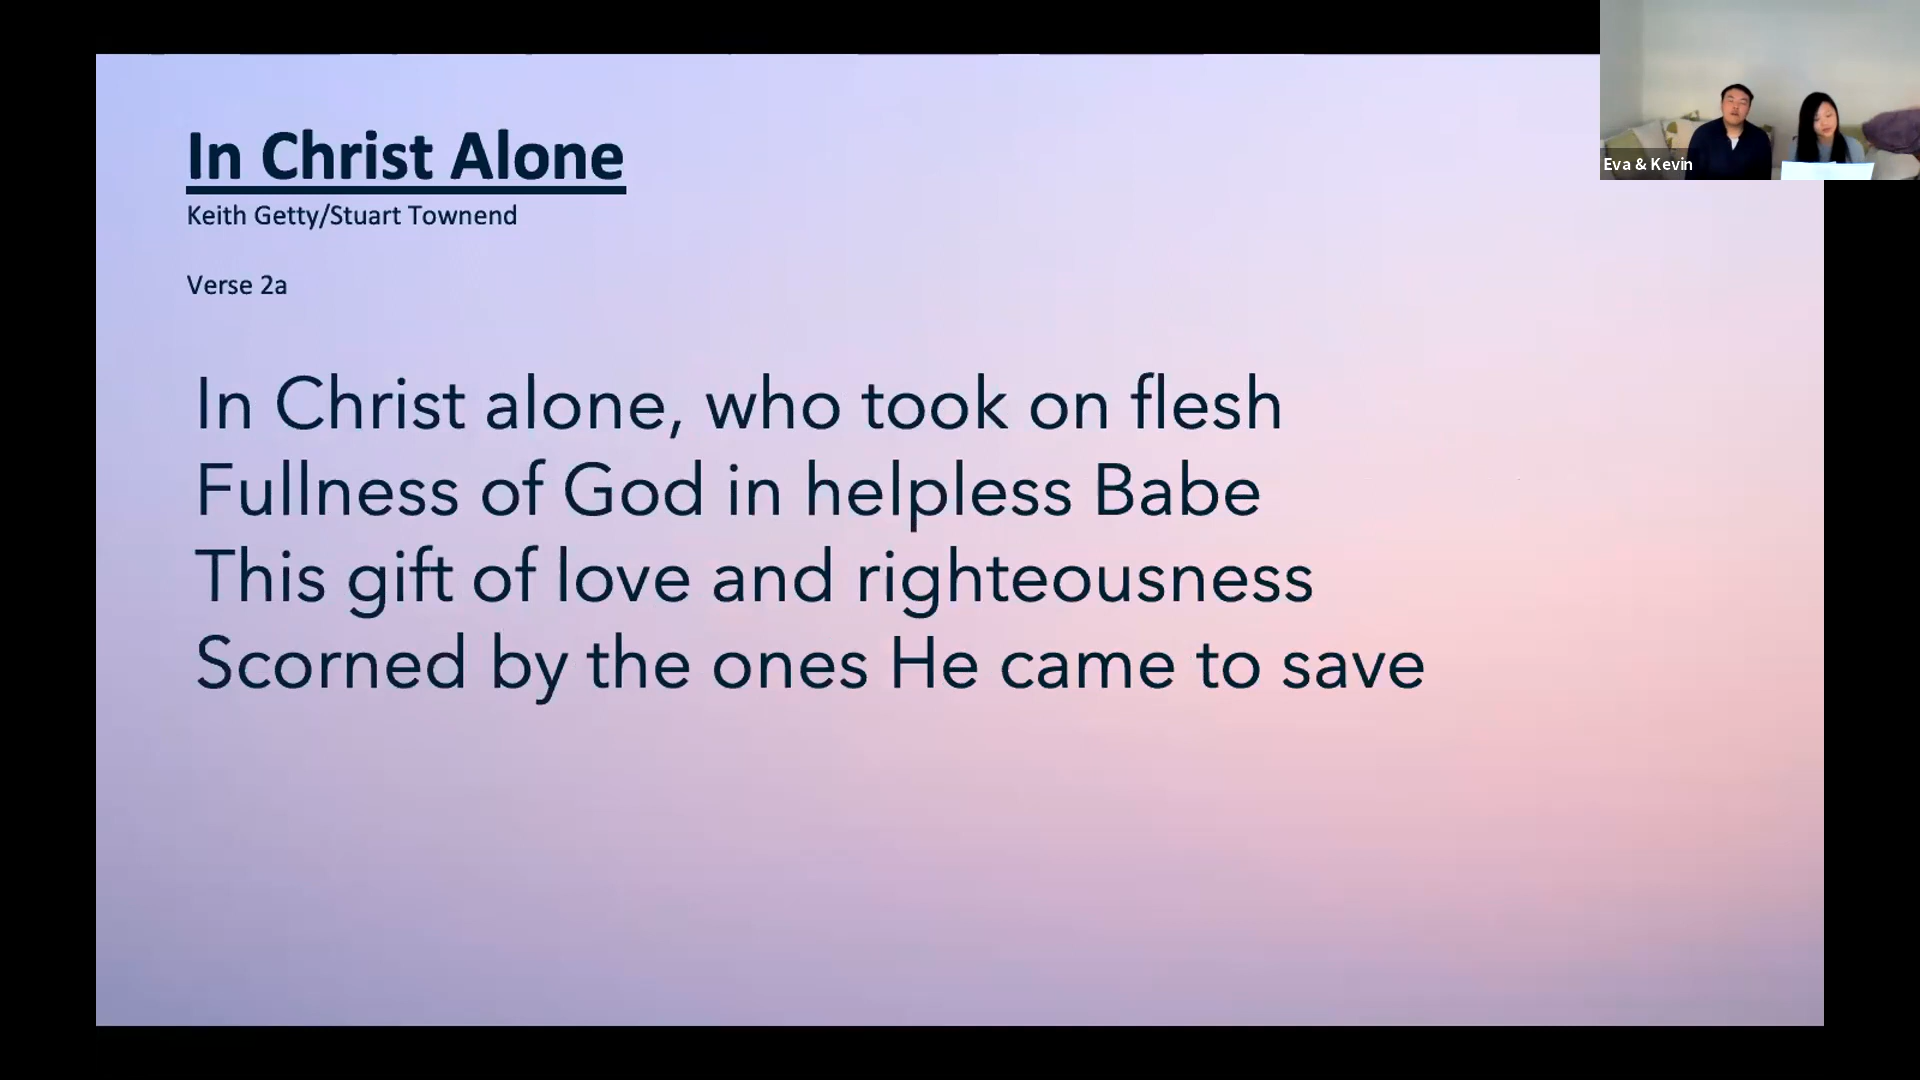 In Christ Alone
Keith Getty/Stuart Townend
Verse 2a
In Christ alone, who took on flesh
Fullness of God in helpless Babe
This gift of love and righteousness
Scorned by the ones He came to save
Eva & Kevin